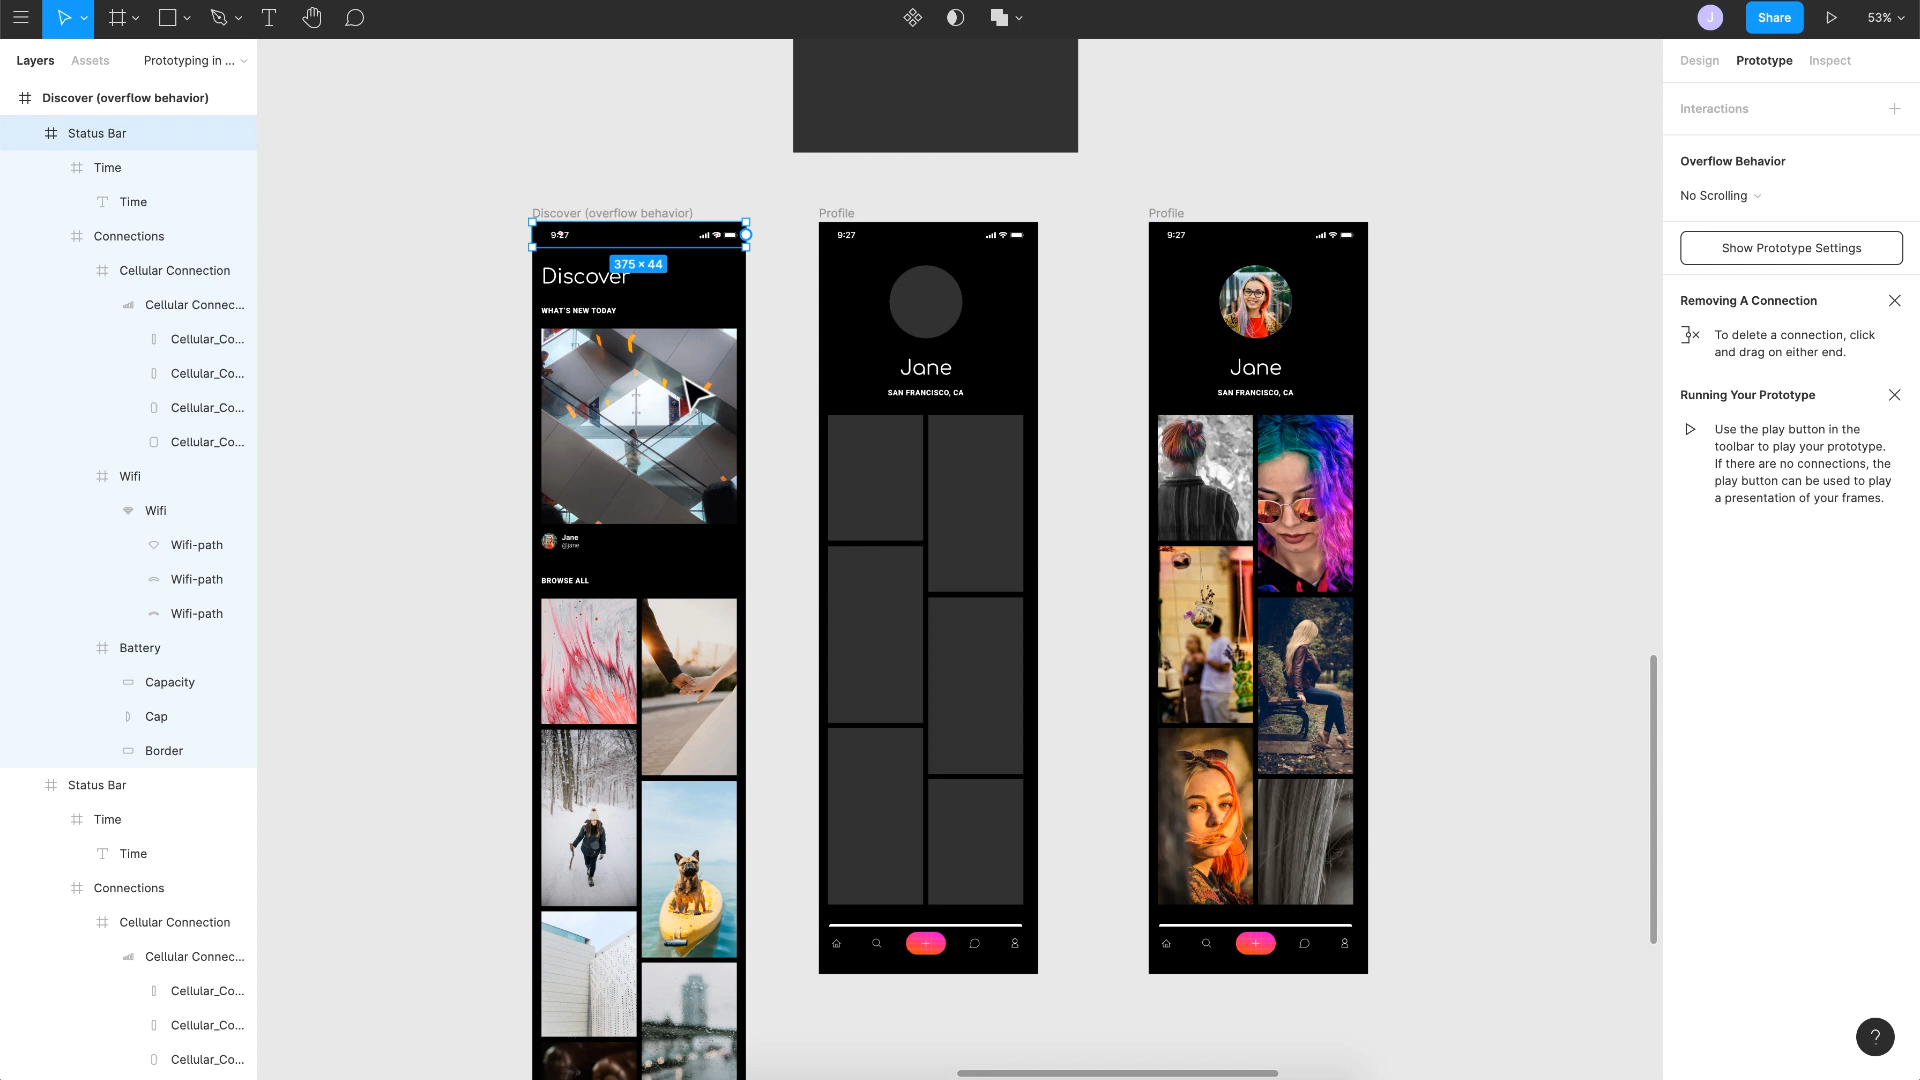 J
Share
53%
Layers
Assets
Prototyping in ...
Discover (overflow behavior)
Status Bar
Time
Time
Connections
Cellular Connection
Cellular Connec...
Cellular_Co...
Cellular_Co...
Cellular_Co...
Cellular_Co...
Wifi
Wifi
Wifi-path
Wifi-path
Wifi-path
Battery
Capacity
Cap
Border
Status Bar
Time
Time
Connections
Cellular Connection
Cellular Connec...
Cellular_Co...
Cellular_Co...
Cellular_Co...
Discover (overflow behavior)
9:27
375 × 44
Discover
WHAT'S NEW TODAY
Jane
@jane
BROWSE ALL
Profile
9:27
Jane
SAN FRANCISCO, CA
Profile
9:27
Jane
SAN FRANCISCO, CA
Design
Prototype
Inspect
Interactions
Overflow Behavior
No Scrolling
Show Prototype Settings
Removing A Connection
To delete a connection, click
and drag on either end.
Running Your Prototype
Use the play button in the
toolbar to play your prototype.
If there are no connections, the
play button can be used to play
a presentation of your frames.
?